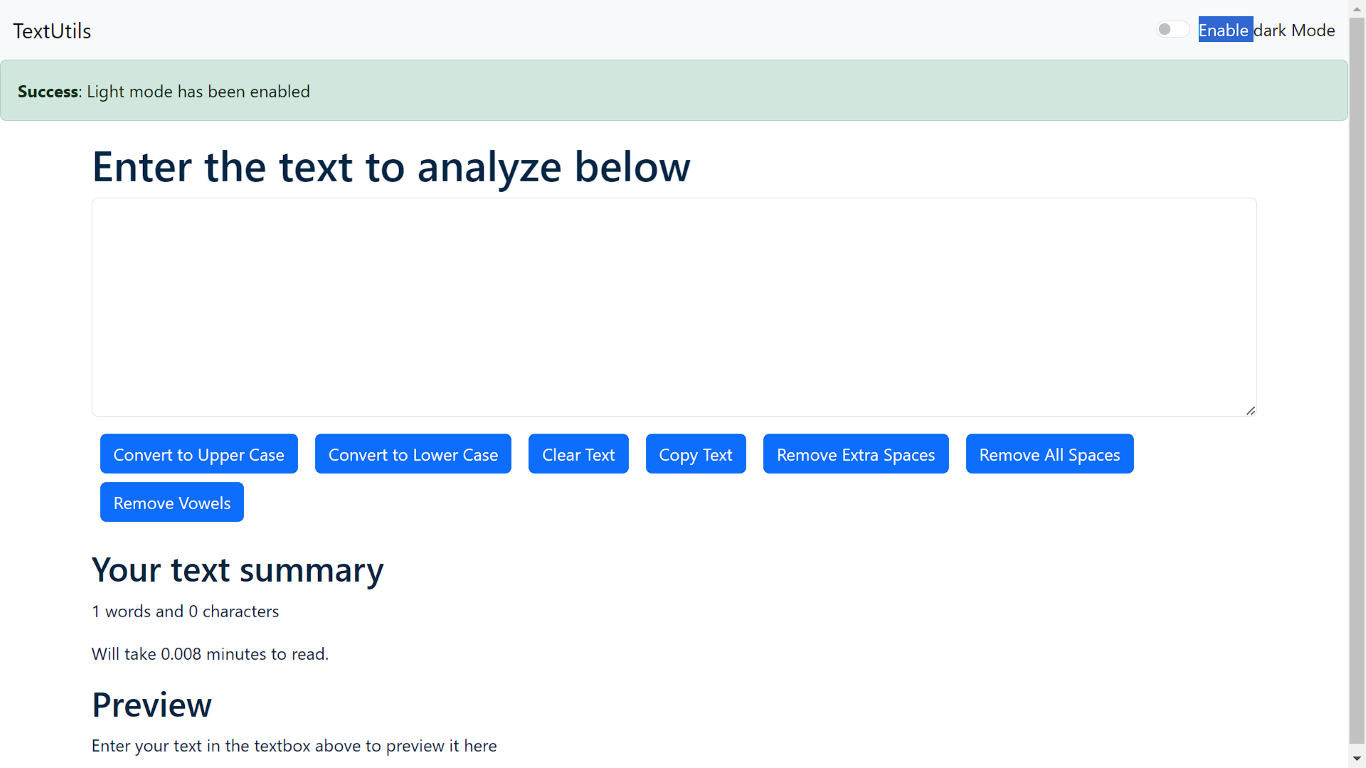 TextUtils
Enable dark Mode
Success: Light mode has been enabled
Enter the text to analyze below
Convert to Upper Case Convert to Lower Case Clear Text Copy Text Remove Extra Spaces Remove All Spaces
Remove Vowels
Your text summary
1 words and 0 characters
Will take 0.008 minutes to read.
Preview
Enter your text in the textbox above to preview it here